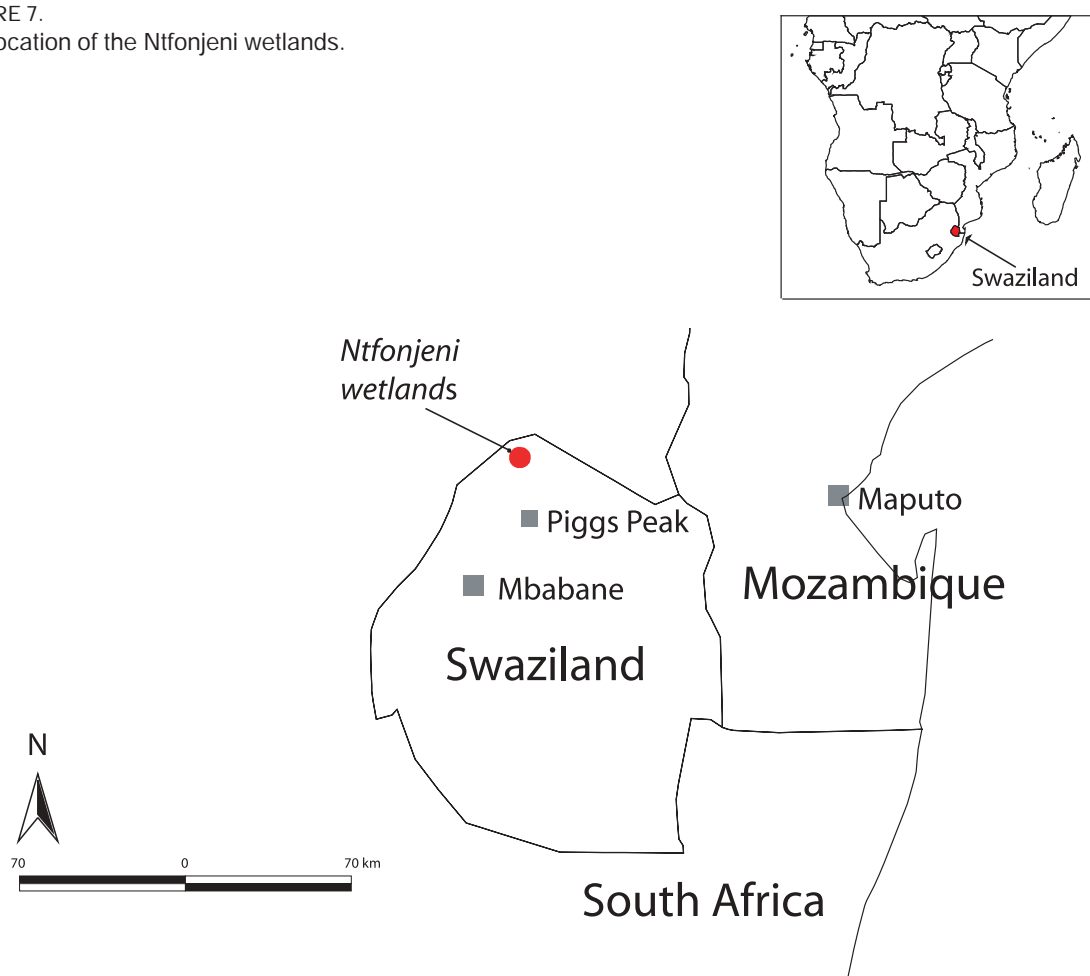 RE 7.
ocation of the Ntfonjeni wetlands.
Swaziland
Ntfonjeni
wetlands
Piggs Peak
Maputo
Mbabane
Mozambique
Swaziland
N
70 0 70 km
South Africa